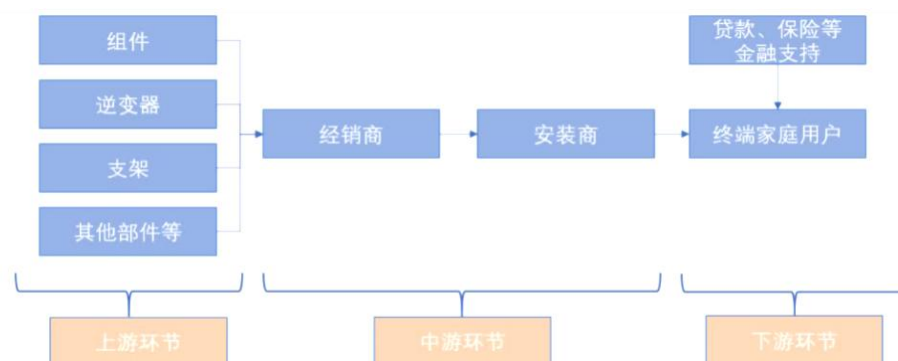 组件
逆变器
支架
其他部件等
经销商
安装商
贷款、保险等
金融支持
终端家庭用户
上游环节
中游环节
下游环节